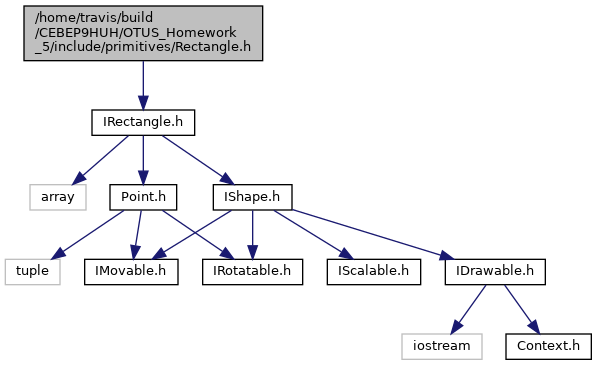 /home/travis/build
/CEBEP9HUH/OTUS_Homework
_5/include/primitives/Rectangle.h
IRectangle.h
array
Point.h
IShape.h
tuple
IMovable.h
IRotatable.h
IScalable.h
IDrawable.h
iostream
Context.h